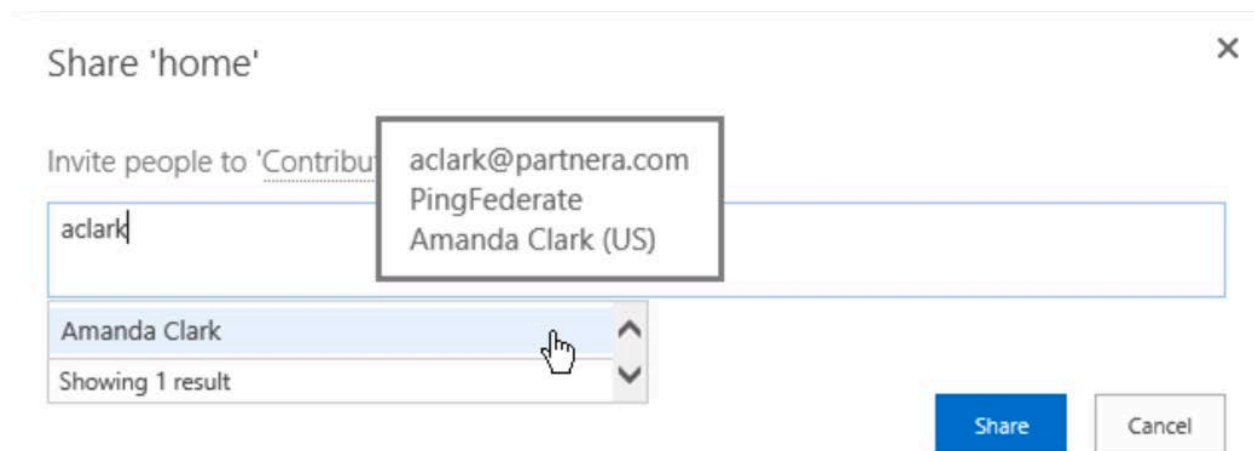 Share 'home'
Invite people to 'Contribu
aclark@partnera.com
PingFederate
Amanda Clark (US)
aclark
Amanda Clark
Showing 1 result
Share
Cancel